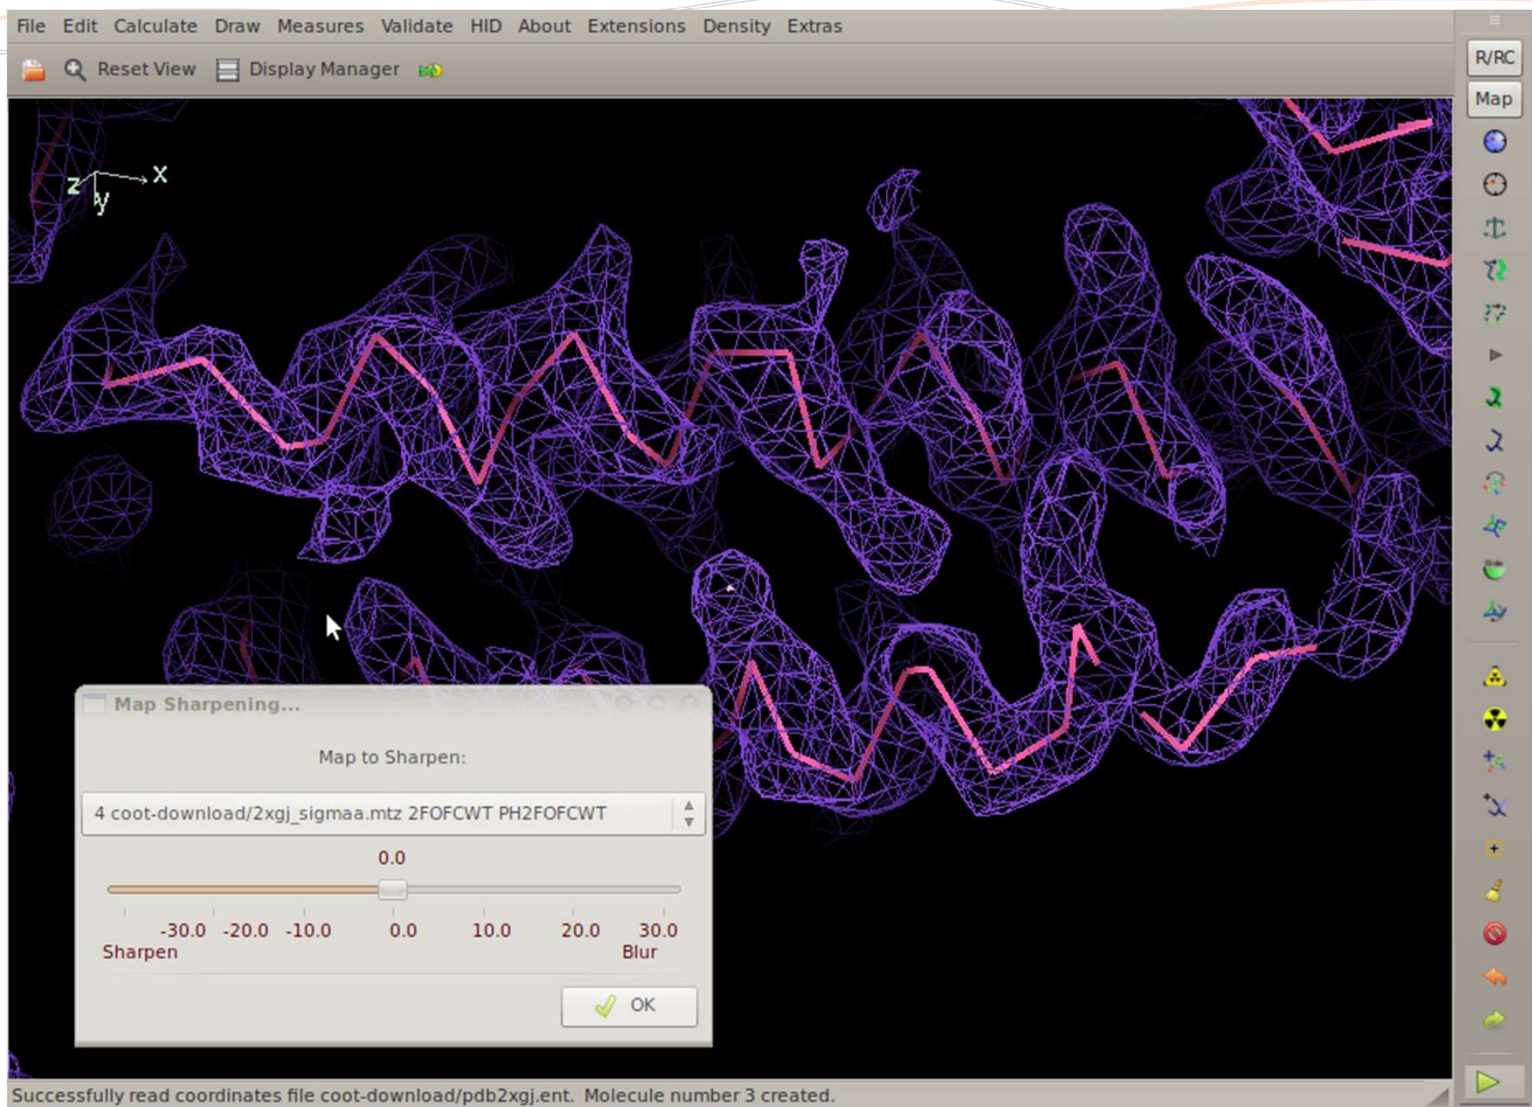 File Edit Calculate Draw Measures Validate HID About Extensions Density Extras
Reset View Display Manager
R/RC
Map
z x
y
Map Sharpening...
Map to Sharpen:
4 coot-download/2xgj_sigmaa.mtz 2FOFCWT PH2FOFCWT
0.0
-30.0 -20.0 -10.0 0.0 10.0 20.0 30.0
Sharpen Blur
OK
Successfully read coordinates file coot-download/pdb2xgj.ent. Molecule number 3 created.